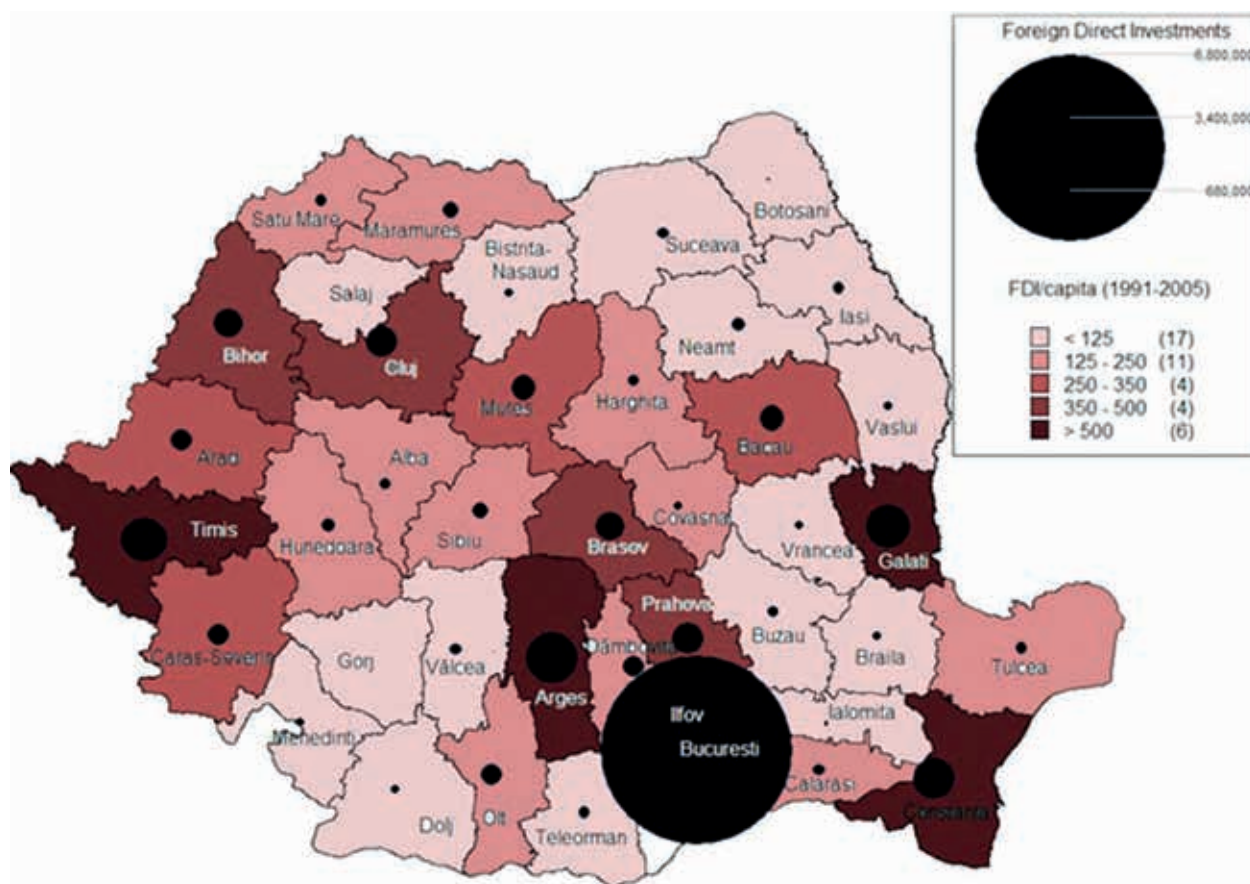 Foreign Direct Investments
6,800,000
3,400,000
680,000
FDI/capita (1991-2005)
< 125 (17)
125 - 250 (11)
250 - 350 (4)
350 - 500 (4)
> 500 (6)
Botosani
Satu Mare
Maramures
Suceava
Bistrita-
Nasaud
Salaj
Iasi
Neamt
Bihor
Cluj
Mures
Harghita
Vaslui
Bacau
Arad
Alba
Timis
Hunedoara
Sibiu
Brasov
Covasna
Vrancea
Galati
Prahova
Buzau
Dâmbovita
Caras-Severin
Gorj
Vâlcea
Braila
Tulcea
Arges
Ilfov
Ialomita
Menedinti
Bucuresti
Calarasi
Constanta
Dolj
Olt
Teleorman